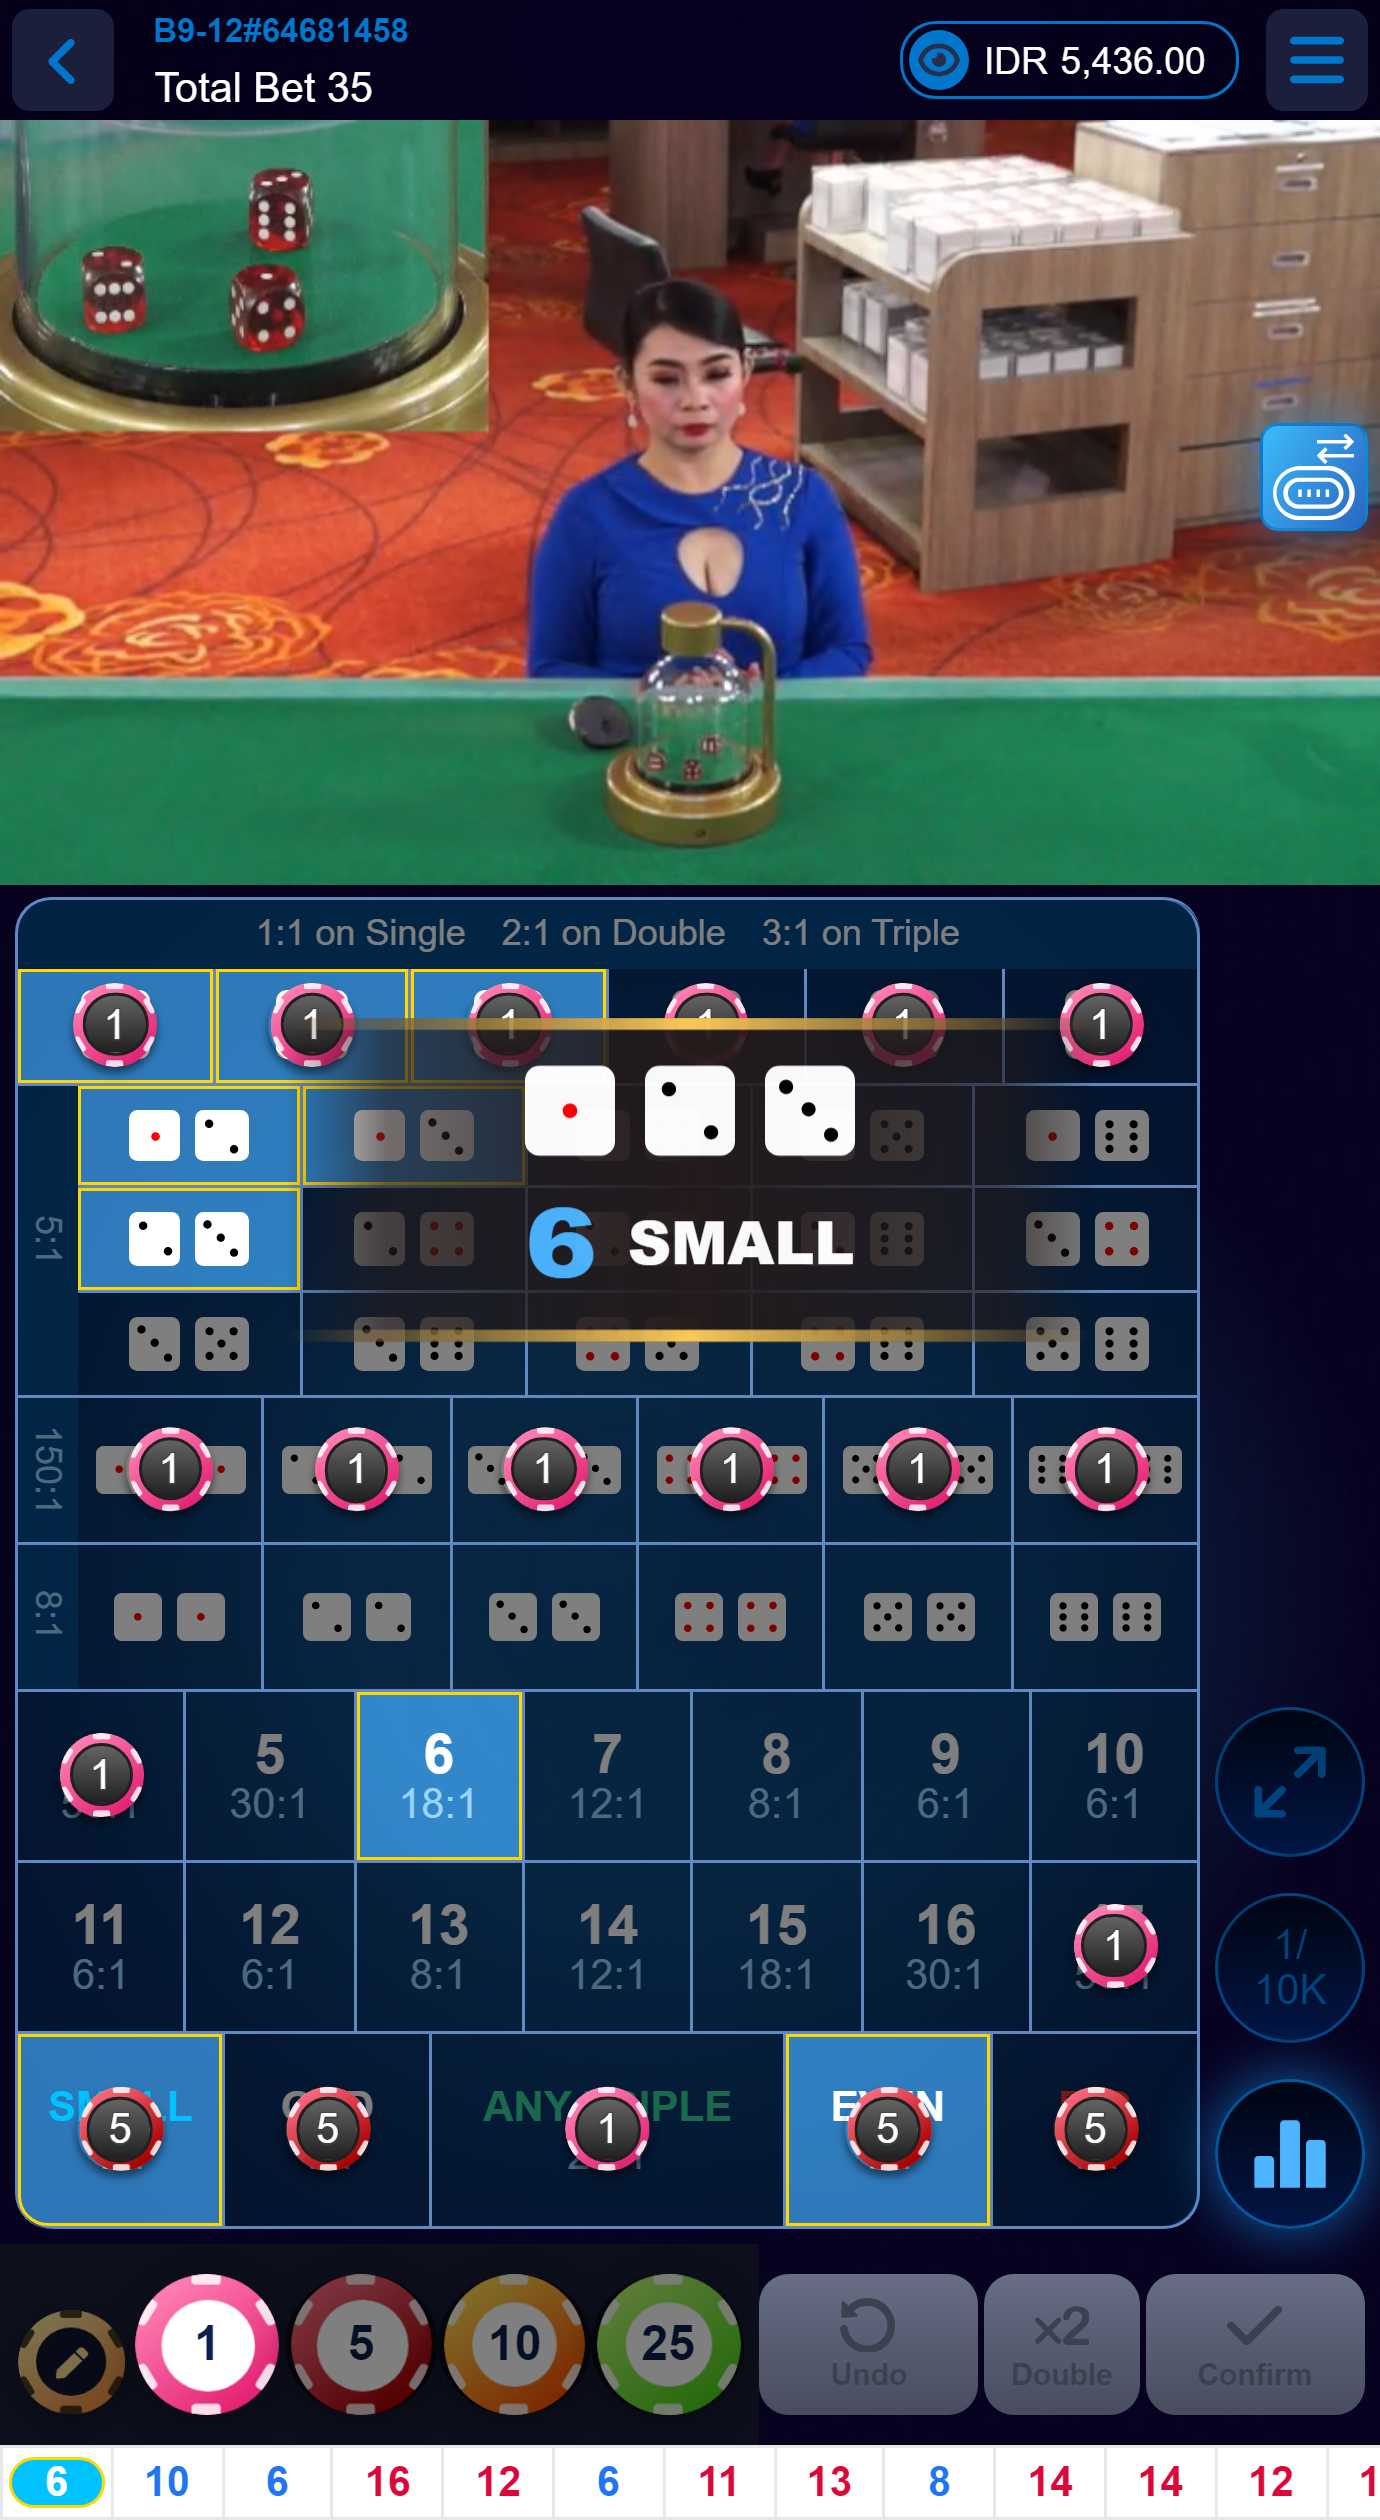 B9-12#64681458
Total Bet 35
IDR 5,436.00
1:1 on Single 2:1 on Double 3:1 on Triple
1 1 1 1 1 1
6 SMALL
5:1
150:1
1 1 1 1 1 1
8:1
1 5 6 7 8 9 10
30:1 18:1 12:1 8:1 6:1 6:1
11 12 13 14 15 16 1
6:1 6:1 8:1 12:1 18:1 30:1
1/
10K
5 5 1 5 5
1 5 10 25
x2
Undo Double Confirm
6 10 6 16 12 6 11 13 8 14 14 12 1